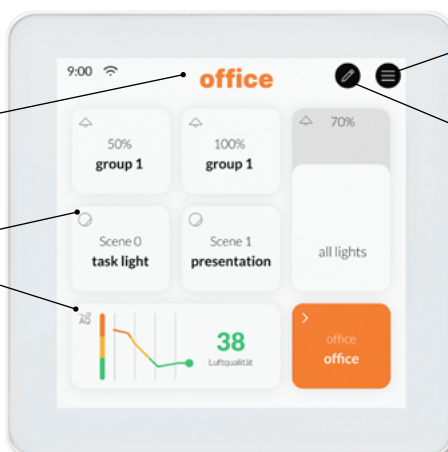 9:00
office
50%
group 1
100%
group 1
70%
all lights
Scene 0
task light
Scene 1
presentation
AQ
38
Luftqualität
office
office